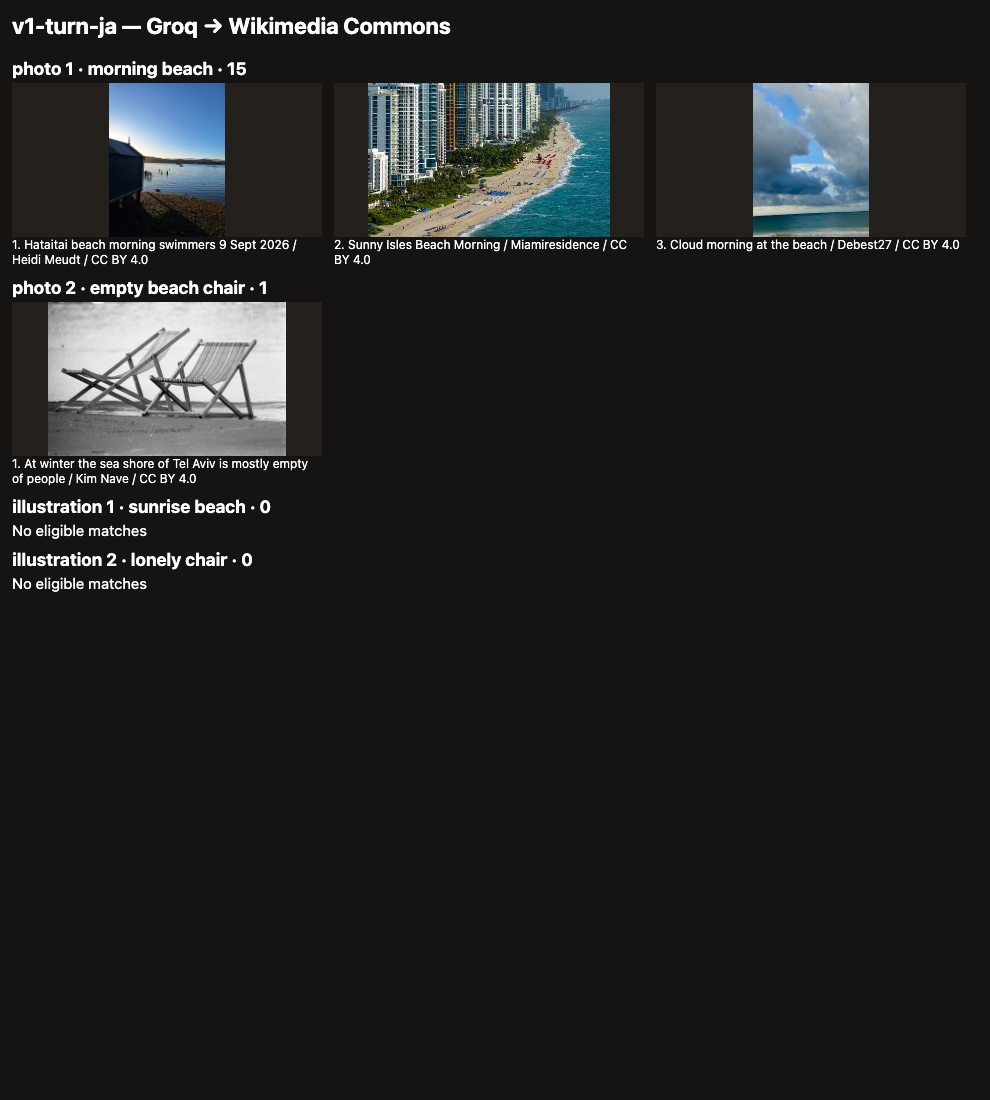 v1-turn-ja — Groq → Wikimedia Commons
photo 1 · morning beach · 15
1. Hataitai beach morning swimmers 9 Sept 2026 /
Heidi Meudt / CC BY 4.0
2. Sunny Isles Beach Morning / Miamiresidence / CC
BY 4.0
3. Cloud morning at the beach / Debest27 / CC BY 4.0
photo 2 · empty beach chair · 1
1. At winter the sea shore of Tel Aviv is mostly empty
of people / Kim Nave / CC BY 4.0
illustration 1 · sunrise beach · 0
No eligible matches
illustration 2 · lonely chair · 0
No eligible matches